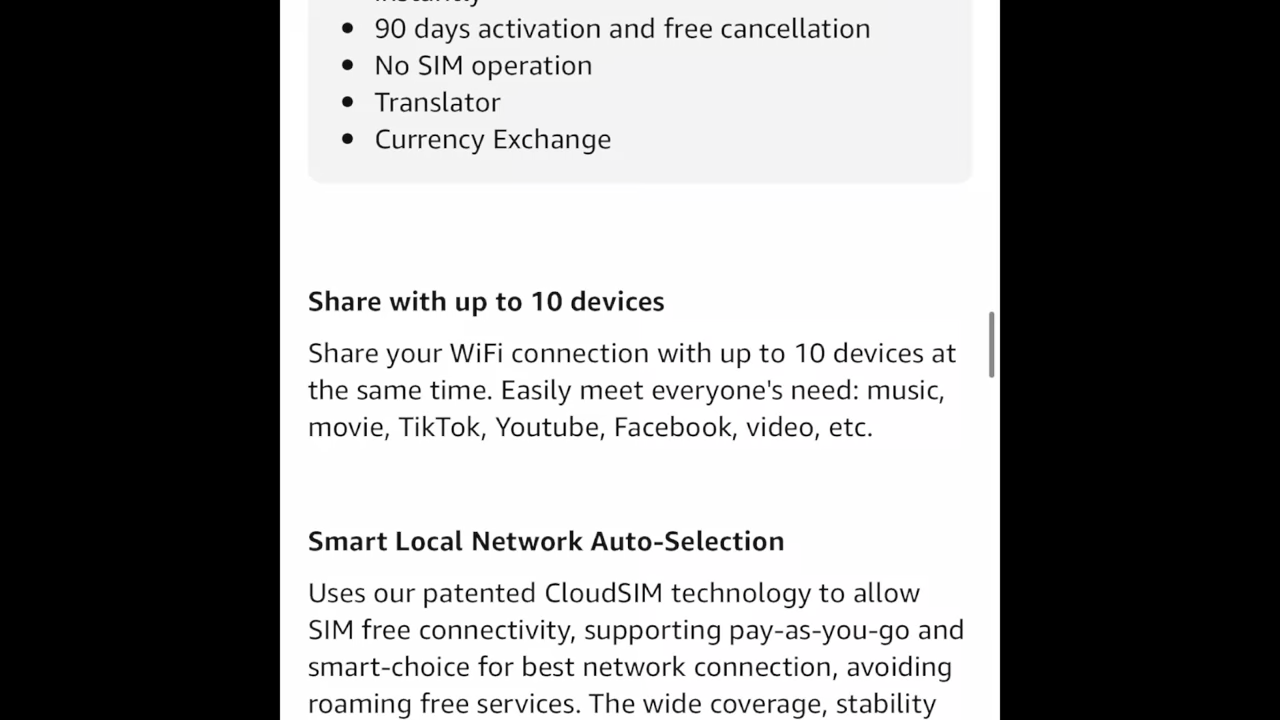 instantly
• 90 days activation and free cancellation
• No SIM operation
• Translator
• Currency Exchange
Share with up to 10 devices
Share your WiFi connection with up to 10 devices at
the same time. Easily meet everyone's need: music,
movie, TikTok, Youtube, Facebook, video, etc.
Smart Local Network Auto-Selection
Uses our patented CloudSIM technology to allow
SIM free connectivity, supporting pay-as-you-go and
smart-choice for best network connection, avoiding
roaming free services. The wide coverage, stability